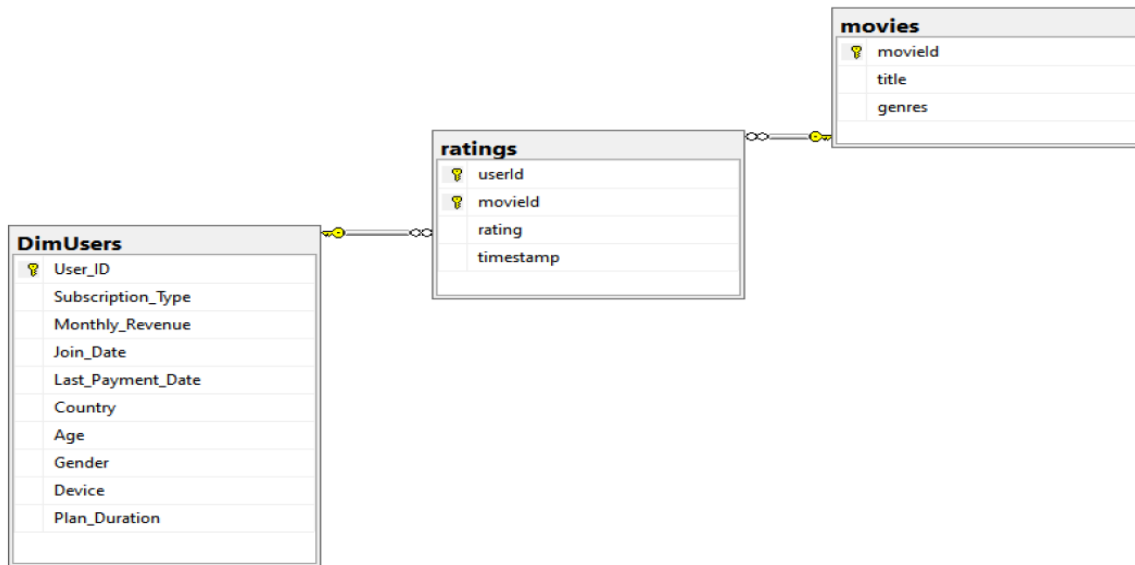 movies
movieId
title
genres
ratings
userId
movieId
rating
timestamp
DimUsers
User_ID
Subscription_Type
Monthly_Revenue
Join_Date
Last_Payment_Date
Country
Age
Gender
Device
Plan_Duration